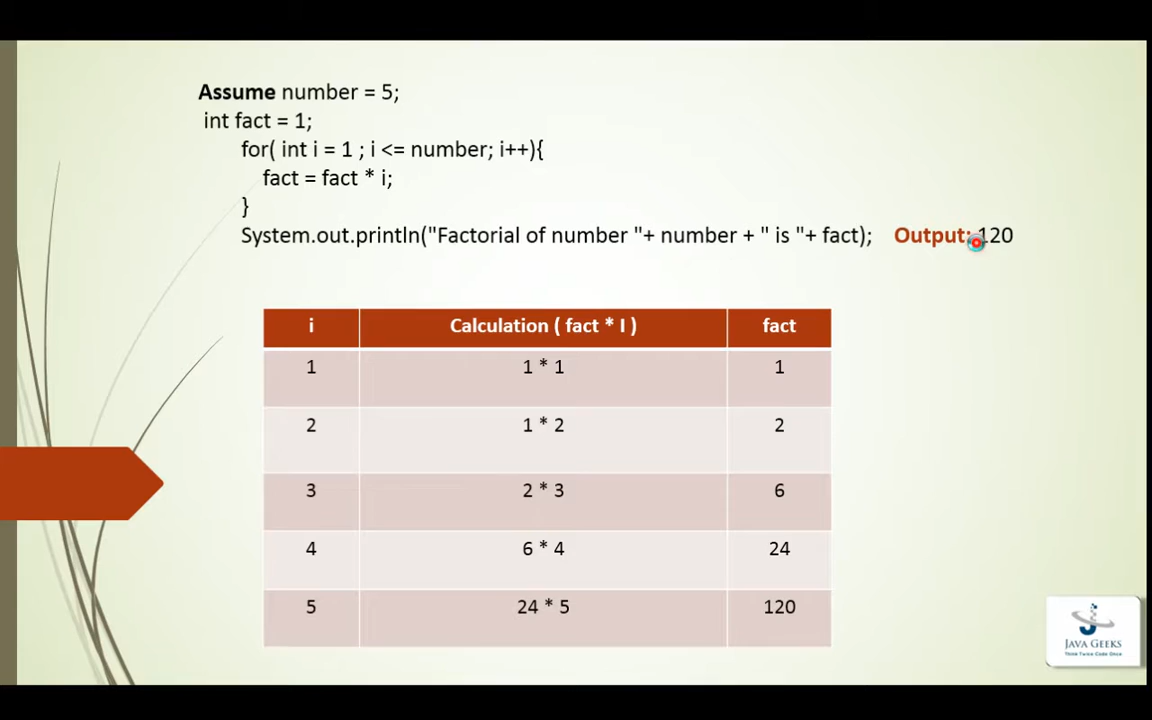 Assume number = 5;
int fact = 1;
for( int i = 1 ; i <= number; i++){
fact = fact * i;
}
System.out.println("Factorial of number "+ number + " is "+ fact); Output: 120
i Calculation ( fact * I ) fact
1 1 * 1 1
2 1 * 2 2
3 2 * 3 6
4 6 * 4 24
5 24 * 5 120
JAVA GEEKS
Think Twice Code Once